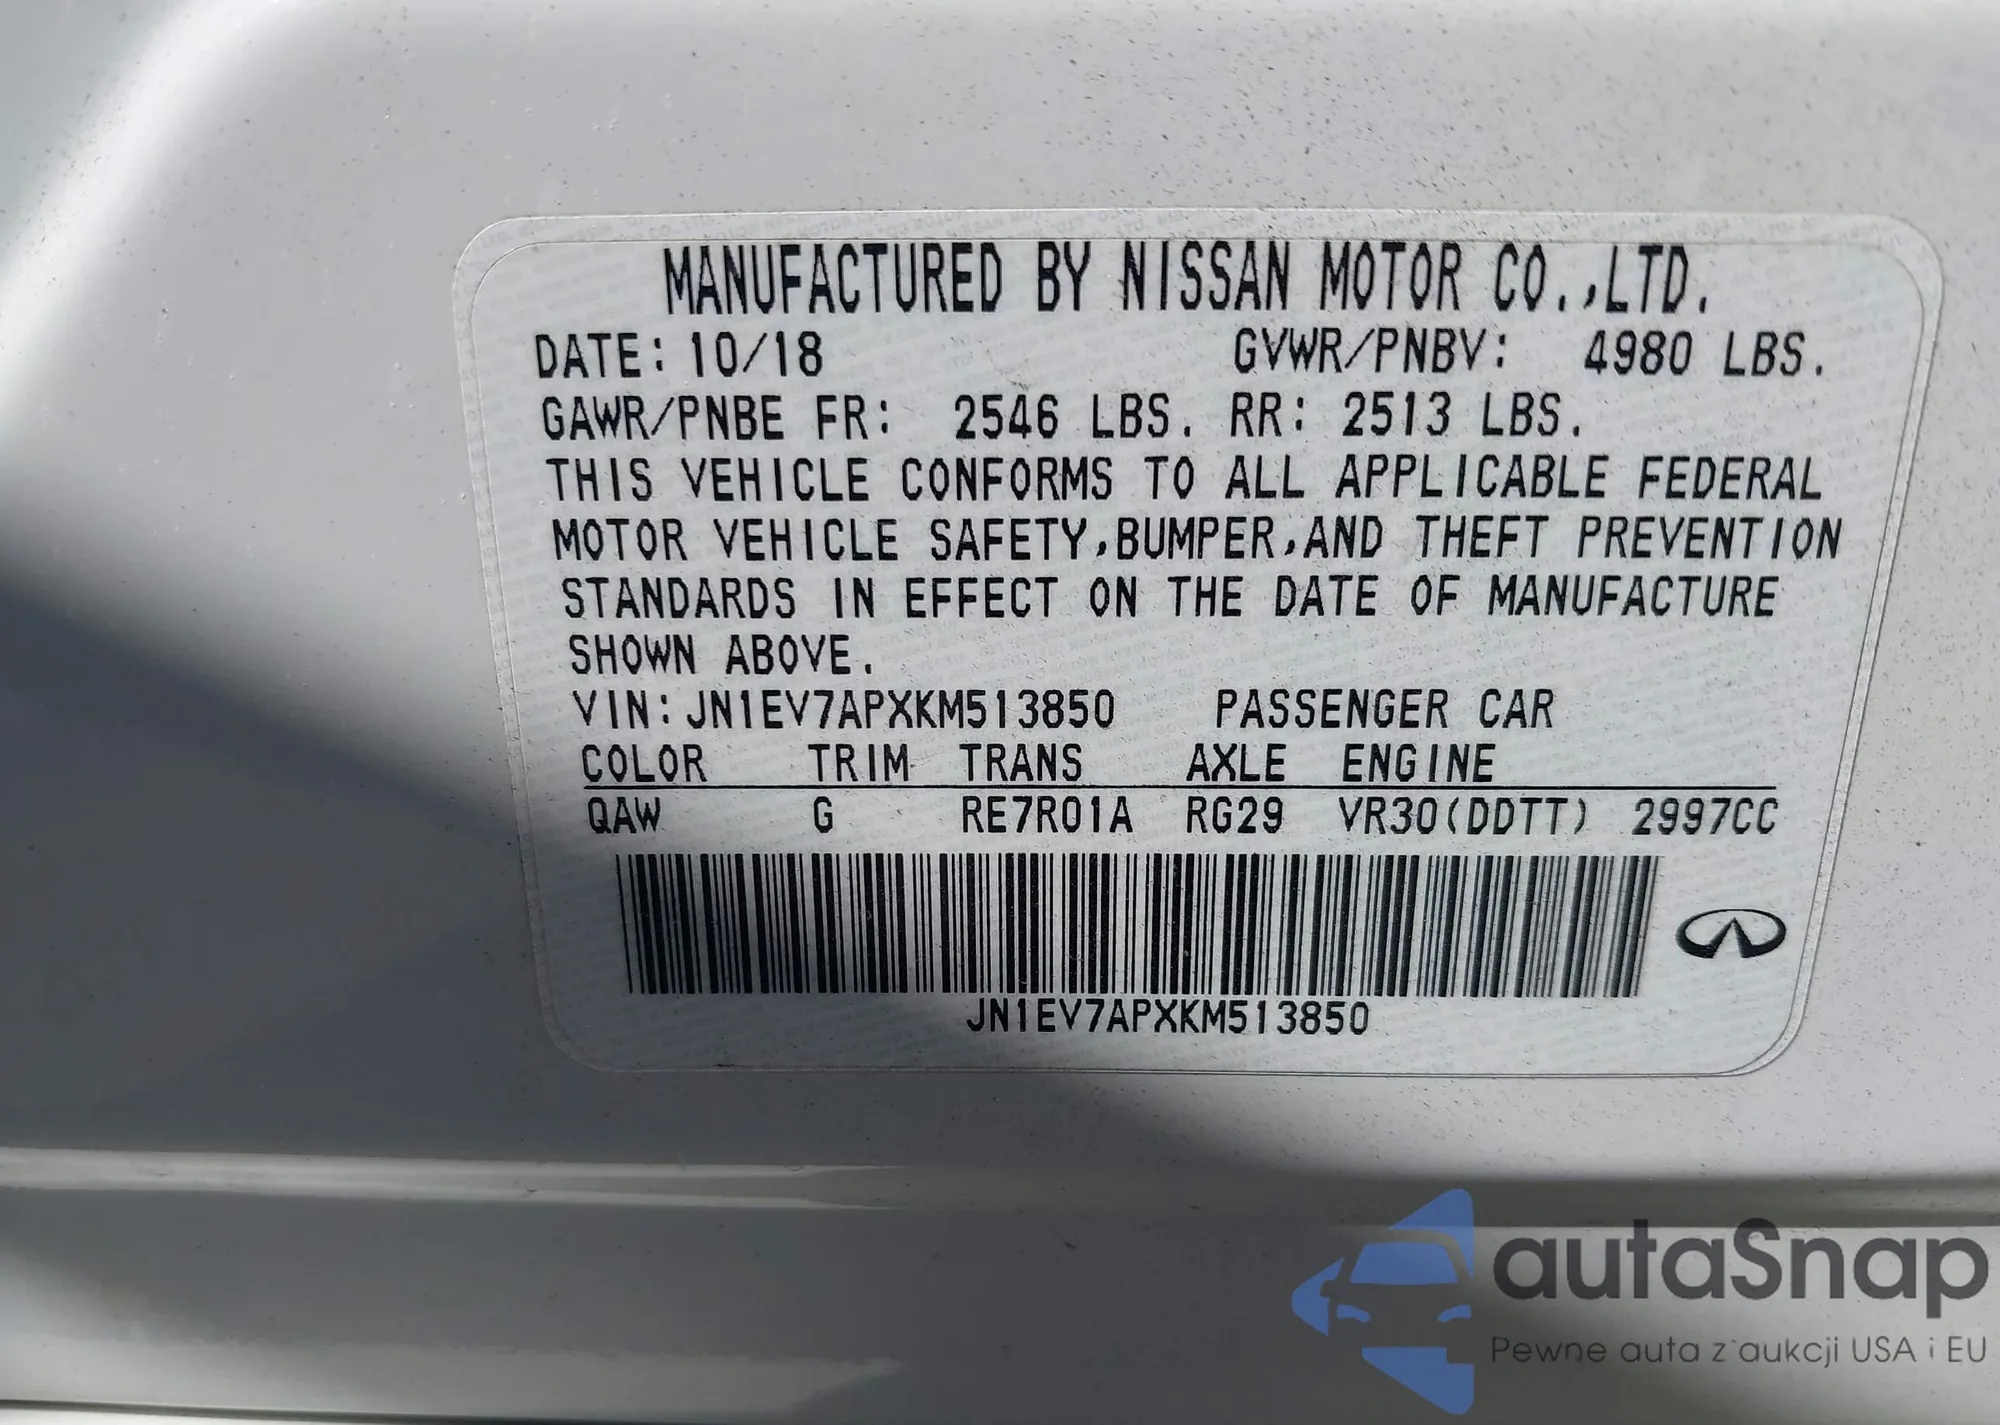 MANUFACTURED BY NISSAN MOTOR CO.,LTD.
DATE: 10/18 GVWR/PNBV: 4980 LBS.
GAWR/PNBE FR: 2546 LBS. RR: 2513 LBS.
THIS VEHICLE CONFORMS TO ALL APPLICABLE FEDERAL
MOTOR VEHICLE SAFETY,BUMPER,AND THEFT PREVENTION
STANDARDS IN EFFECT ON THE DATE OF MANUFACTURE
SHOWN ABOVE.
VIN:JN1EV7APXKM513850 PASSENGER CAR
COLOR TRIM TRANS AXLE ENGINE
QAW G RE7R01A RG29 VR30(DDTT) 2997CC
JN1EV7APXKM513850
autaSnap
Pewne auta z aukcji USA i EU